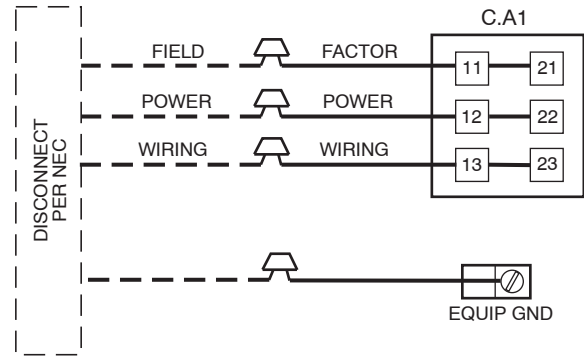 C.A1
FIELD FACTOR
11 21
POWER POWER
12 22
WIRING WIRING
13 23
DISCONNECT
PER NEC
EQUIP GND